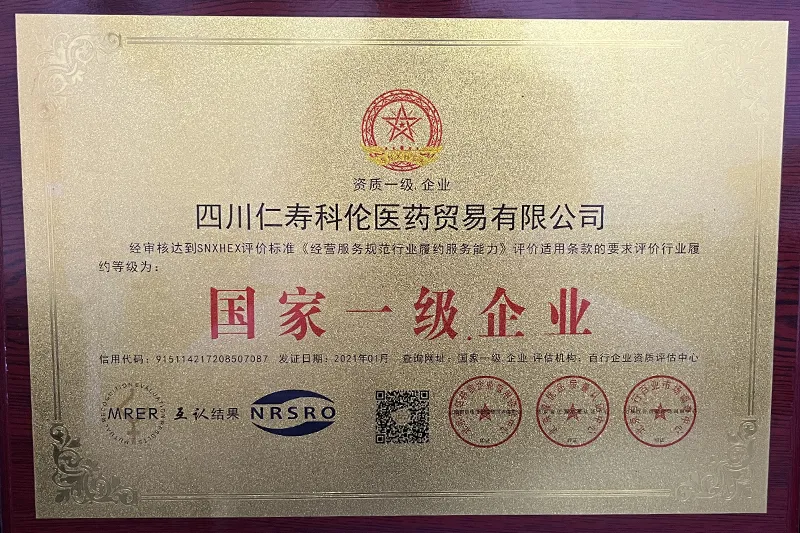 资质一级.企业
四川仁寿科伦医药贸易有限公司
经审核达到SNXHEX评价标准《经营服务规范行业履约服务能力》评价适用条款的要求评价行业履
约等级为：
国家一级.企业
信用代码：915114217208507087 发证日期：2021年01月 查询网址：国家一级.企业 评估机构：百行企业资质评估中心
MRER 互认结果 NRSRO